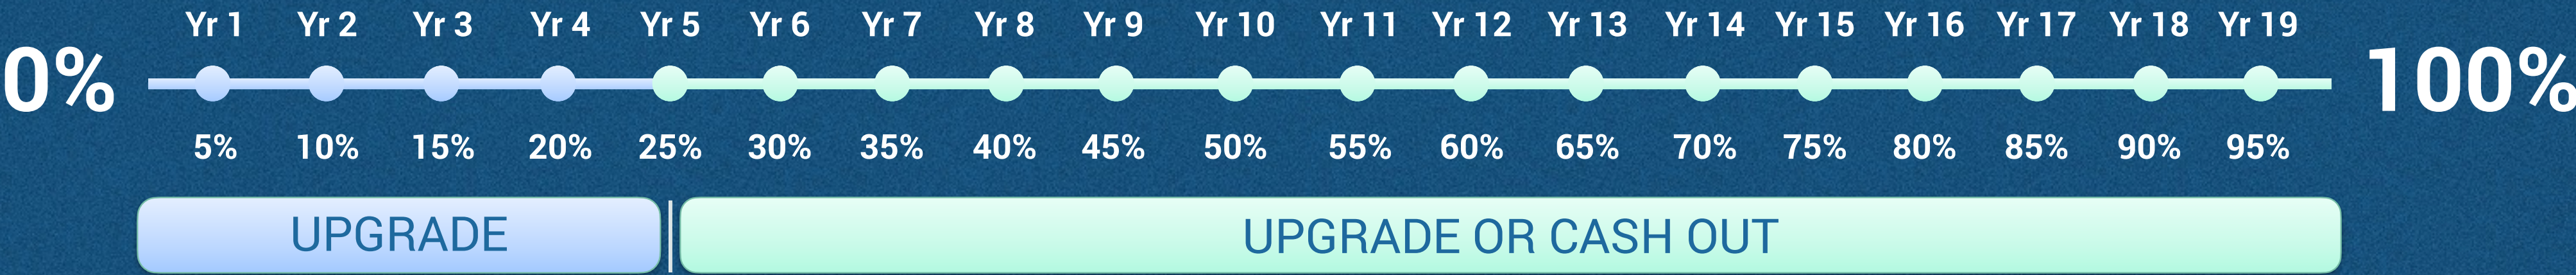 Yr 1 Yr 2 Yr 3 Yr 4 Yr 5 Yr 6 Yr 7 Yr 8 Yr 9 Yr 10 Yr 11 Yr 12 Yr 13 Yr 14 Yr 15 Yr 16 Yr 17 Yr 18 Yr 19
0% 100%
5% 10% 15% 20% 25% 30% 35% 40% 45% 50% 55% 60% 65% 70% 75% 80% 85% 90% 95%
UPGRADE UPGRADE OR CASH OUT